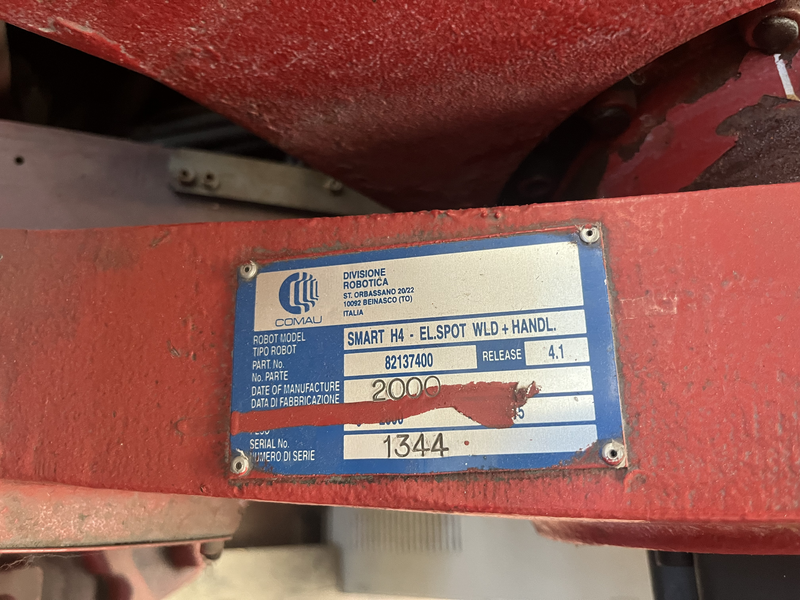 DIVISIONE
ROBOTICA
ST. ORBASSANO 20/22
10092 BEINASCO (TO)
ITALIA
COMAU
ROBOT MODEL
TIPO ROBOT
SMART H4 - EL.SPOT WLD + HANDL.
PART. No.
No. PARTE
82137400
RELEASE
4.1
DATE OF MANUFACTURE
DATA DI FABBRICAZIONE
2000
SERIAL No.
NUMERO DI SERIE
1344